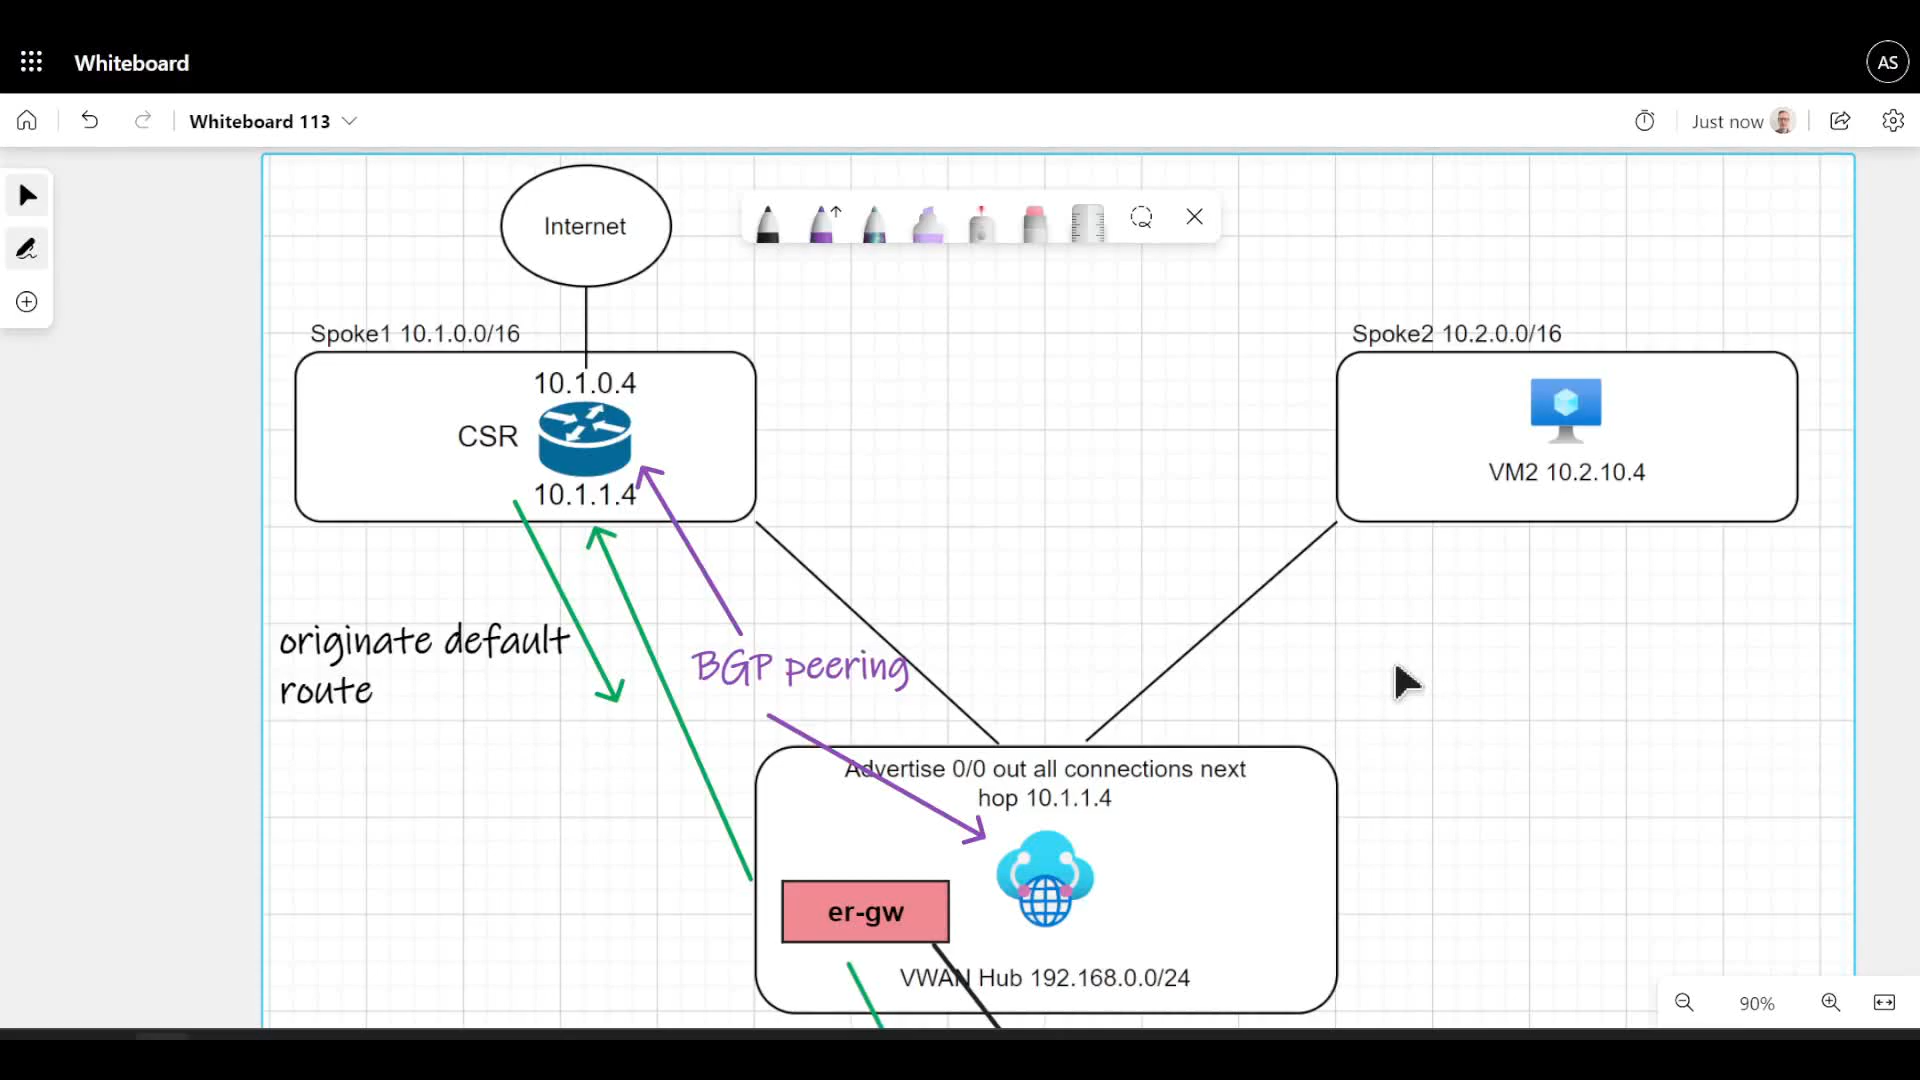 Whiteboard
AS
Whiteboard 113
Just now
Internet
Spoke1 10.1.0.0/16
Spoke2 10.2.0.0/16
10.1.0.4
CSR
10.1.1.4
VM2 10.2.10.4
originate default
route
BGP peering
Advertise 0/0 out all connections next
hop 10.1.1.4
er-gw
VWAN Hub 192.168.0.0/24
90%